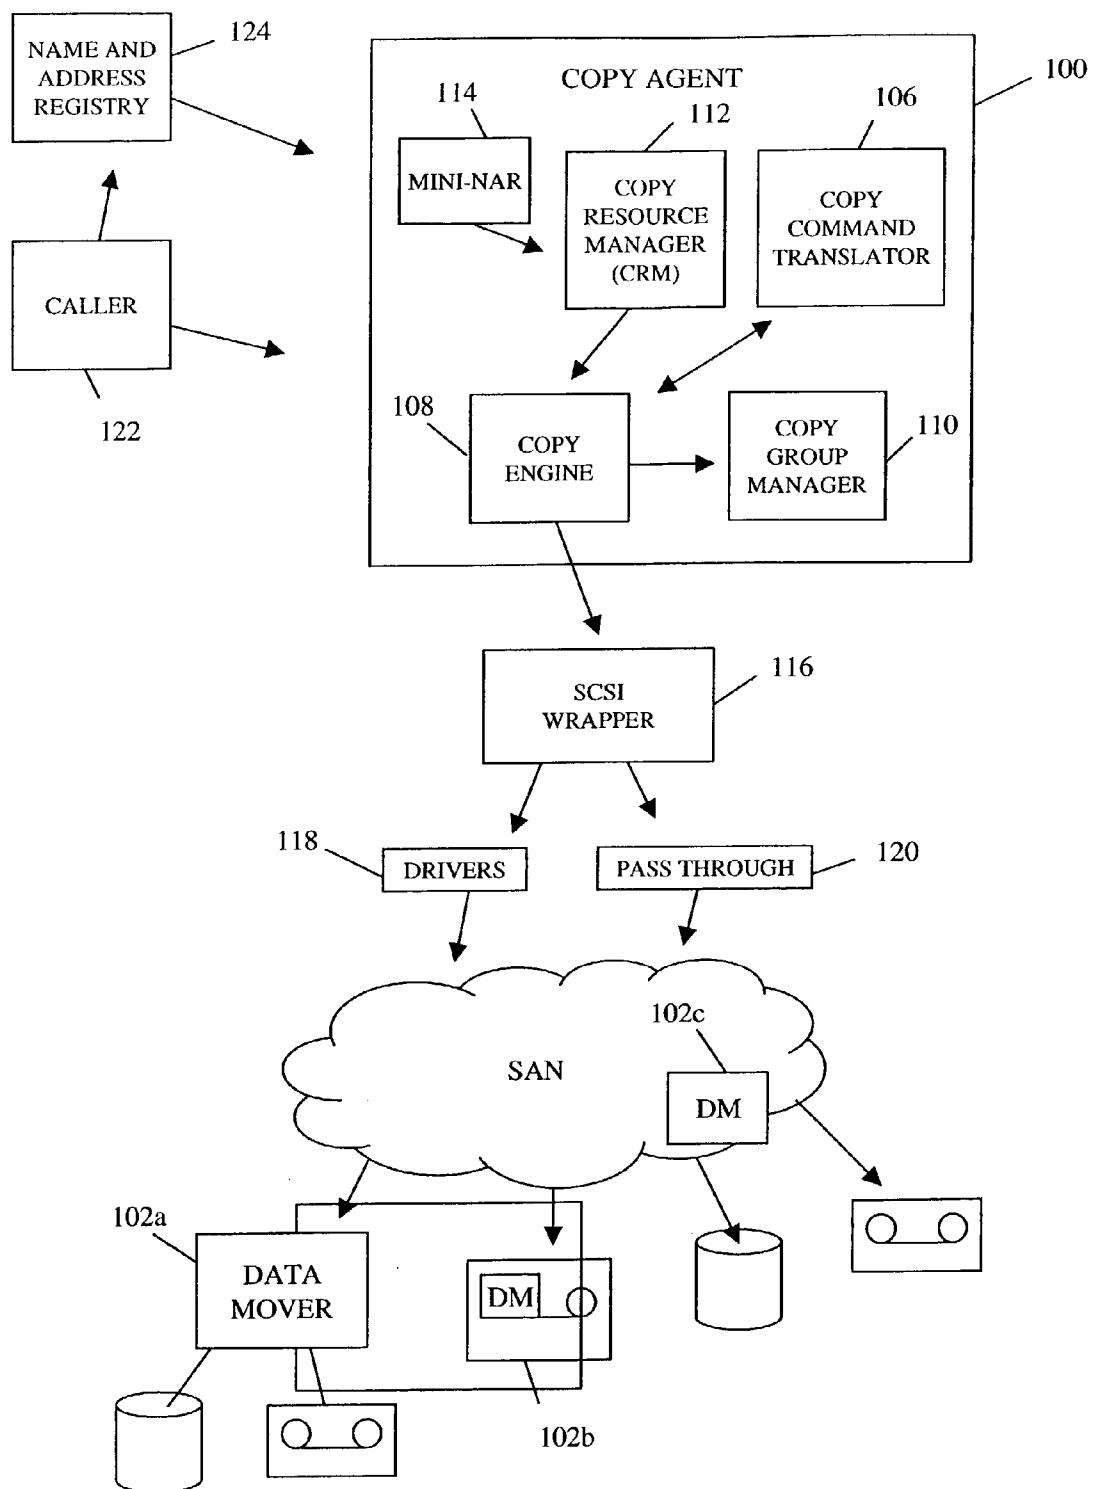 NAME AND
ADDRESS
REGISTRY
124
COPY AGENT
100
114
112
106
MINI-NAR
COPY
RESOURCE
MANAGER
(CRM)
COPY
COMMAND
TRANSLATOR
CALLER
122
108
COPY
ENGINE
COPY
GROUP
MANAGER
110
SCSI
WRAPPER
116
118
DRIVERS
PASS THROUGH
120
SAN
102c
DM
102a
DATA
MOVER
DM
102b